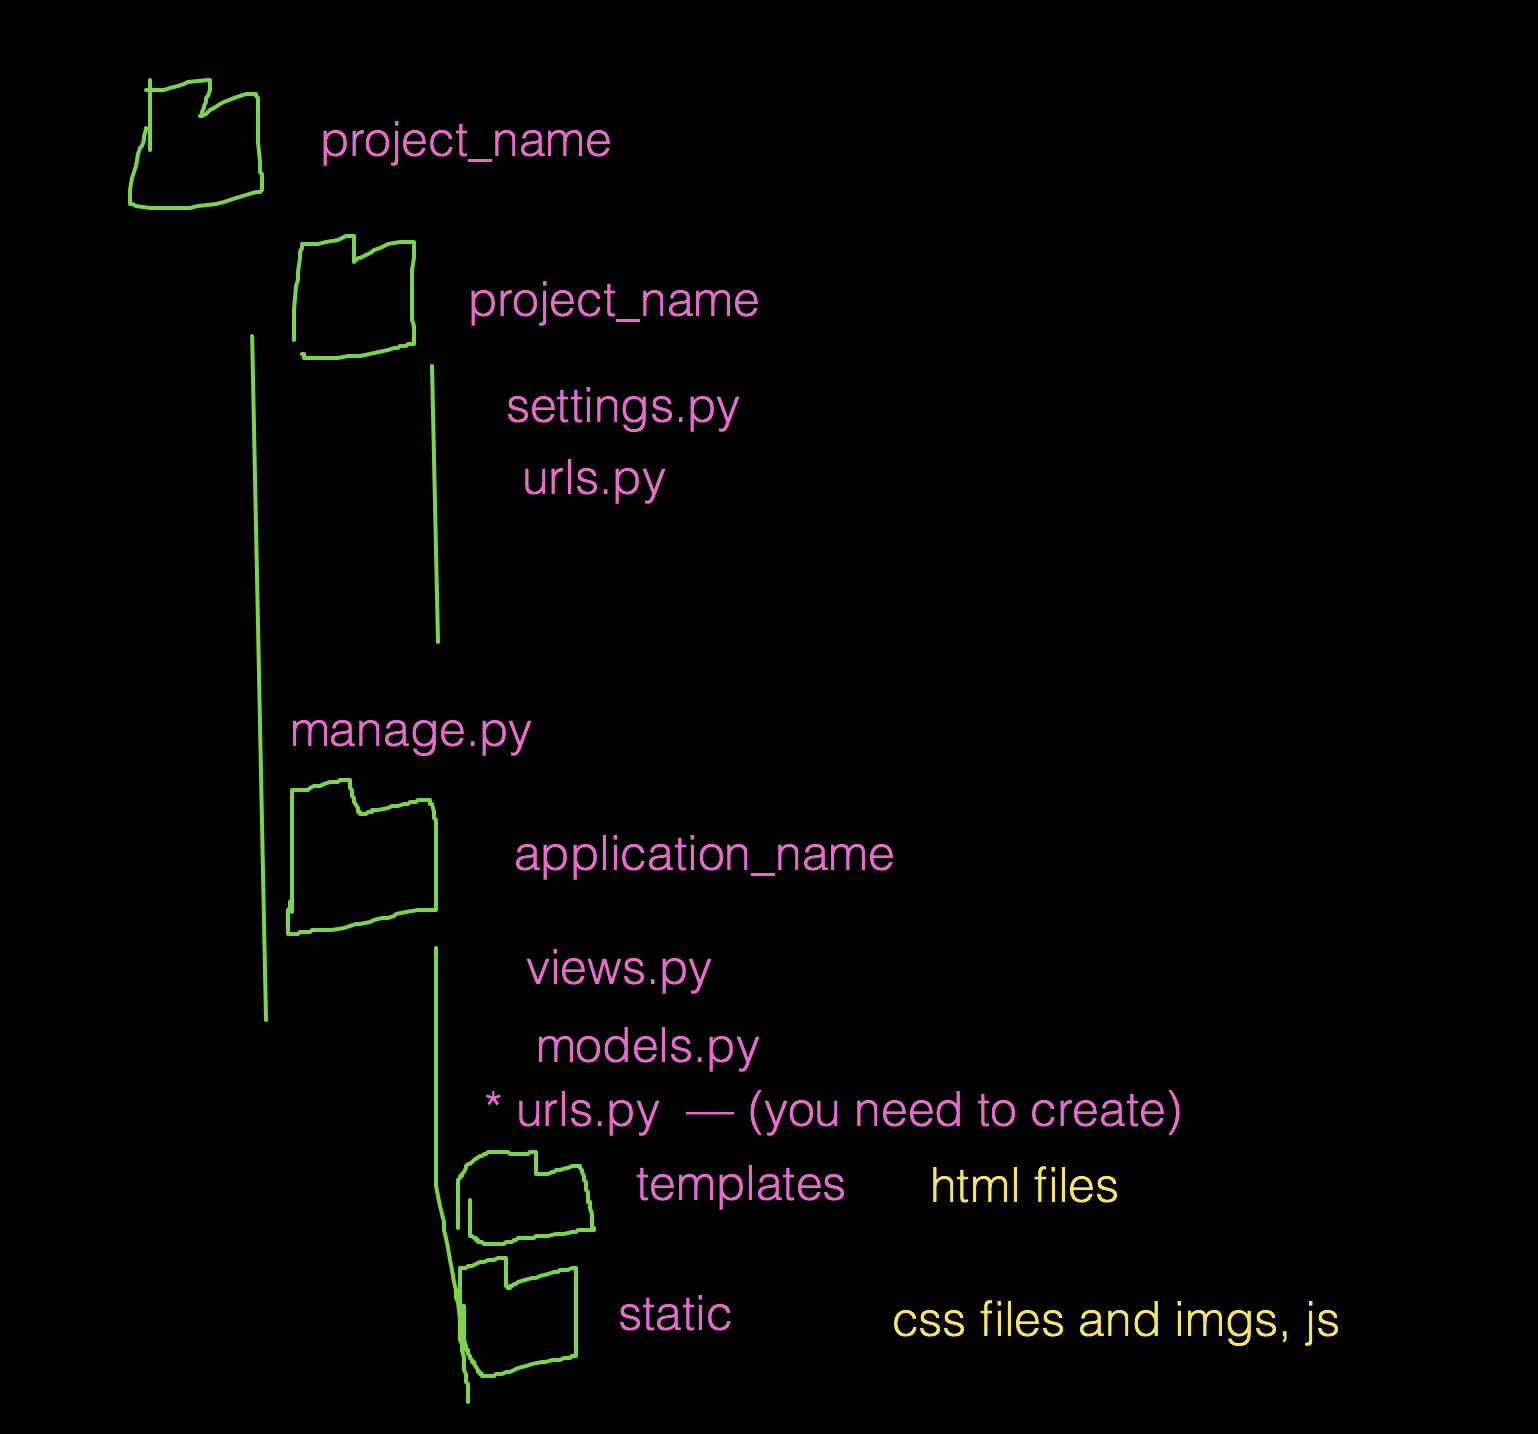 project_name
project_name
settings.py
urls.py
manage.py
application_name
views.py
models.py
* urls.py — (you need to create)
templates html files
static css files and imgs, js